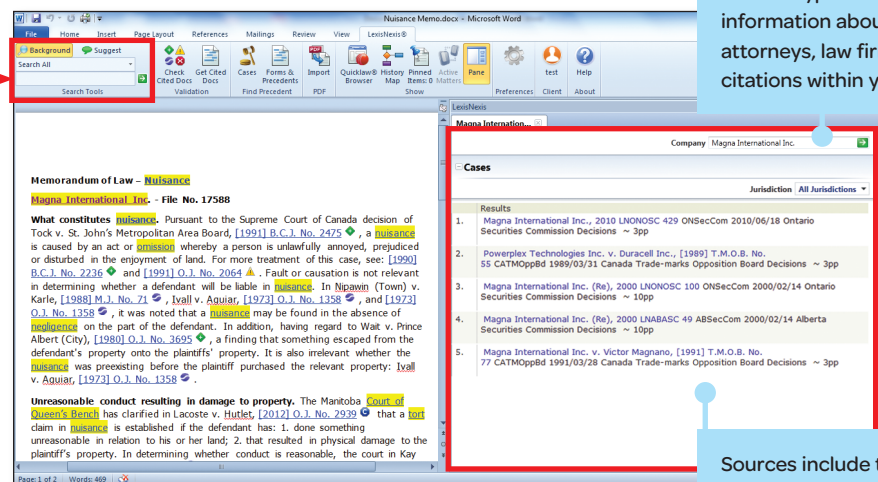 Nuisance Memo.docx - Microsoft Word
File Home Insert Page Layout References Mailings Review View LexisNexis®
Background Suggest
Search All
Search Tools
Check Cited Docs
Get Cited Docs
Validation
Cases
Forms & Precedents
Find Precedent
Import
PDF
Quicklaw® Browser
History Map
Pinned Items: 0
Active Matters
Pane
Show
Preferences
test
Client
Help
About
information about
attorneys, law fir
citations within y
LexisNexis
Magna Internation...
Company Magna International Inc.
Cases
Jurisdiction All Jurisdictions
Results
1. Magna International Inc., 2010 LNONOSC 429 ONSecCom 2010/06/18 Ontario
Securities Commission Decisions ~ 3pp
2. Powerplex Technologies Inc. v. Duracell Inc., [1989] T.M.O.B. No.
55 CATMOppBd 1989/03/31 Canada Trade-marks Opposition Board Decisions ~ 3pp
3. Magna International Inc. (Re), 2000 LNONOSC 100 ONSecCom 2000/02/14 Ontario
Securities Commission Decisions ~ 10pp
4. Magna International Inc. (Re), 2000 LNABASC 49 ABSecCom 2000/02/14 Alberta
Securities Commission Decisions ~ 10pp
5. Magna International Inc. v. Victor Magnano, [1991] T.M.O.B. No.
77 CATMOppBd 1991/03/28 Canada Trade-marks Opposition Board Decisions ~ 3pp
Memorandum of Law – Nuisance
Magna International Inc. - File No. 17588
What constitutes nuisance. Pursuant to the Supreme Court of Canada decision of
Tock v. St. John's Metropolitan Area Board, [1991] B.C.J. No. 2475 , a nuisance
is caused by an act or omission whereby a person is unlawfully annoyed, prejudiced
or disturbed in the enjoyment of land. For more treatment of this case, see: [1990]
B.C.J. No. 2236 and [1991] O.J. No. 2064 . Fault or causation is not relevant
in determining whether a defendant will be liable in nuisance. In Nipawin (Town) v.
Karle, [1988] M.J. No. 71 , Ivall v. Aguiar, [1973] O.J. No. 1358 , and [1973]
O.J. No. 1358 , it was noted that a nuisance may be found in the absence of
negligence on the part of the defendant. In addition, having regard to Wait v. Prince
Albert (City), [1980] O.J. No. 3695 , a finding that something escaped from the
defendant's property onto the plaintiffs' property. It is also irrelevant whether the
nuisance was preexisting before the plaintiff purchased the relevant property: Ivall
v. Aguiar, [1973] O.J. No. 1358 .
Unreasonable conduct resulting in damage to property. The Manitoba Court of
Queen's Bench has clarified in Lacoste v. Hutlet, [2012] O.J. No. 2939 that a tort
claim in nuisance is established if the defendant has: 1. done something
unreasonable in relation to his or her land; 2. that resulted in physical damage to the
plaintiff's property. In determining whether conduct is reasonable, the court in Kay
Page: 1 of 2 Words: 469
Sources include t